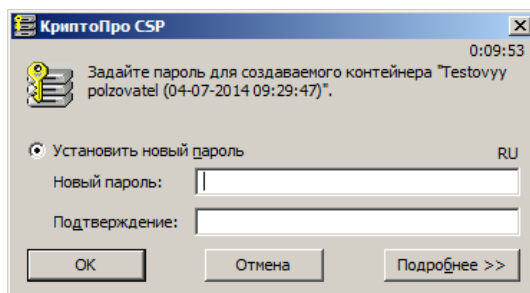 КриптоПро CSP
0:09:53
Задайте пароль для создаваемого контейнера "Testovyy
polzovatel (04-07-2014 09:29:47)".
Установить новый пароль
RU
Новый пароль:
Подтверждение:
OK
Отмена
Подробнее >>